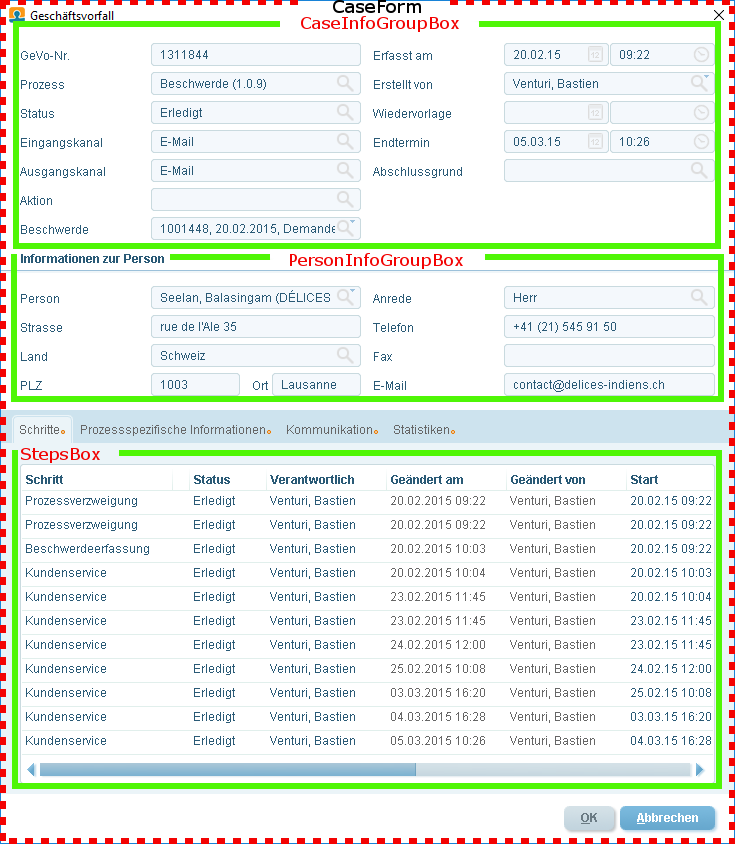 CaseForm
Geschäftsvorfall
CaseInfoGroupBox
GeVo-Nr. 1311844 Erfasst am 20.02.15 12 09:22
Prozess Beschwerde (1.0.9) Erstellt von Venturi, Bastien
Status Erledigt Wiedervorlage 12
Eingangskanal E-Mail Endtermin 05.03.15 12 10:26
Ausgangskanal E-Mail Abschlussgrund
Aktion
Beschwerde 1001448, 20.02.2015, Demande
Informationen zur Person PersonInfoGroupBox
Person Seelan, Balasingam (DÉLICES Anrede Herr
Strasse rue de l'Ale 35 Telefon +41 (21) 545 91 50
Land Schweiz Fax
PLZ 1003 Ort Lausanne E-Mail contact@delices-indiens.ch
Schritte Prozessspezifische Informationen Kommunikation Statistiken
StepsBox
Schritt Status Verantwortlich Geändert am Geändert von Start
Prozessverzweigung Erledigt Venturi, Bastien 20.02.2015 09:22 Venturi, Bastien 20.02.15 09:22
Prozessverzweigung Erledigt Venturi, Bastien 20.02.2015 09:22 Venturi, Bastien 20.02.15 09:22
Beschwerdeerfassung Erledigt Venturi, Bastien 20.02.2015 10:03 Venturi, Bastien 20.02.15 09:22
Kundenservice Erledigt Venturi, Bastien 20.02.2015 10:04 Venturi, Bastien 20.02.15 10:03
Kundenservice Erledigt Venturi, Bastien 23.02.2015 11:45 Venturi, Bastien 20.02.15 10:04
Kundenservice Erledigt Venturi, Bastien 23.02.2015 11:45 Venturi, Bastien 23.02.15 11:45
Kundenservice Erledigt Venturi, Bastien 24.02.2015 12:00 Venturi, Bastien 23.02.15 11:45
Kundenservice Erledigt Venturi, Bastien 25.02.2015 10:08 Venturi, Bastien 24.02.15 12:00
Kundenservice Erledigt Venturi, Bastien 03.03.2015 16:20 Venturi, Bastien 25.02.15 10:08
Kundenservice Erledigt Venturi, Bastien 04.03.2015 16:28 Venturi, Bastien 03.03.15 16:20
Kundenservice Erledigt Venturi, Bastien 05.03.2015 10:26 Venturi, Bastien 04.03.15 16:28
OK Abbrechen